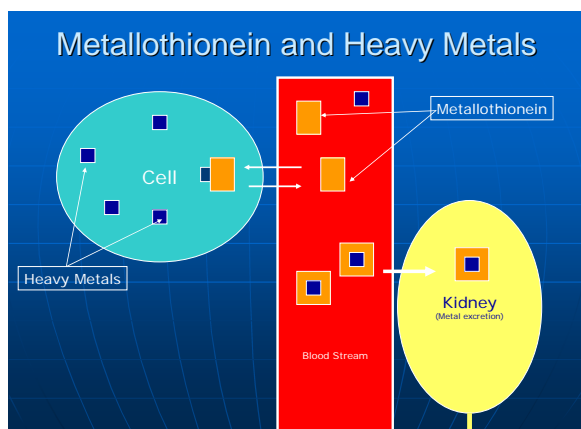 Metallothionein and Heavy Metals
Metallothionein
Cell
Heavy Metals
Kidney
(Metal excretion)
Blood Stream